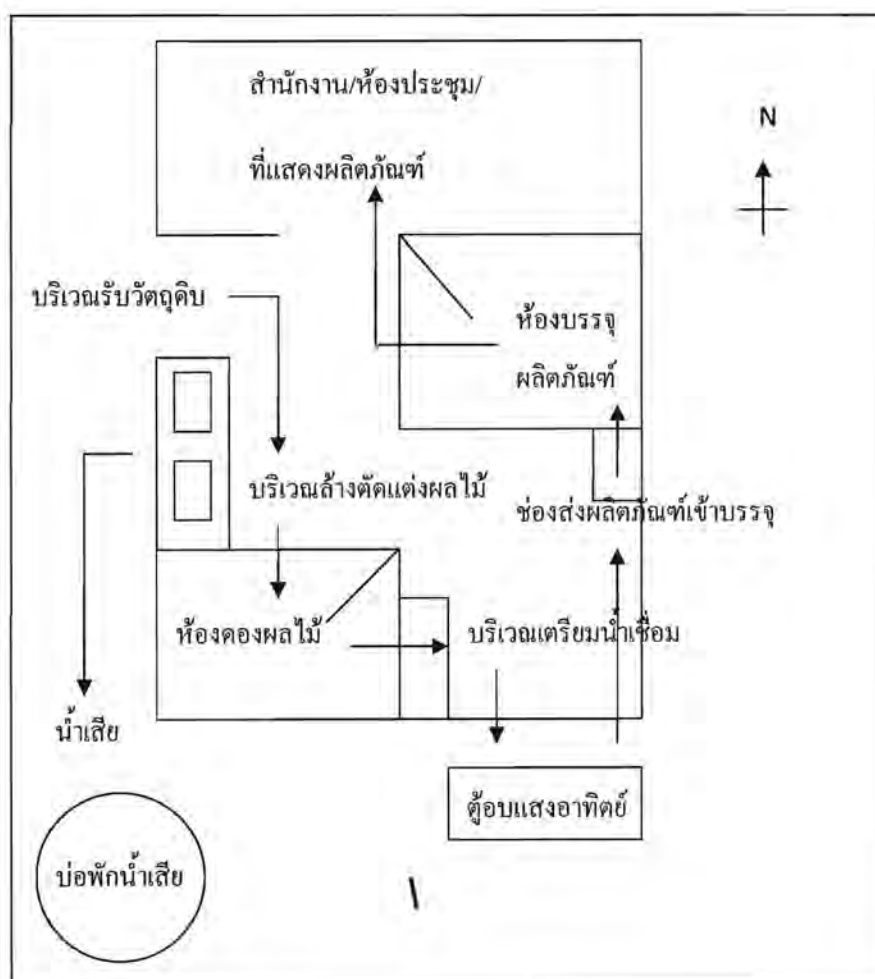 สำนักงาน/ห้องประชุม/
ที่แสดงผลิตภัณฑ์
N
บริเวณรับวัตถุดิบ
ห้องบรรจุ
ผลิตภัณฑ์
บริเวณล้างตัดแต่งผลไม้
ช่องส่งผลิตภัณฑ์เข้าบรรจุ
ห้องดองผลไม้
บริเวณเตรียมน้ำเชื่อม
น้ำเสีย
ตู้อบแสงอาทิตย์
บ่อพักน้ำเสีย